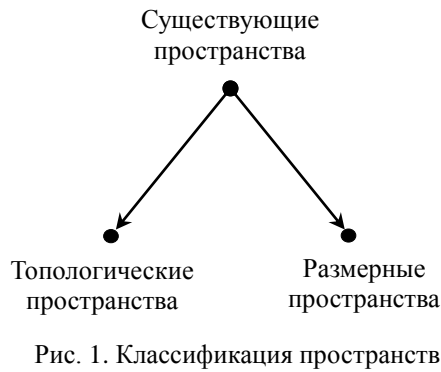 Существующие
пространства
Топологические
пространства
Размерные
пространства
Рис. 1. Классификация пространств